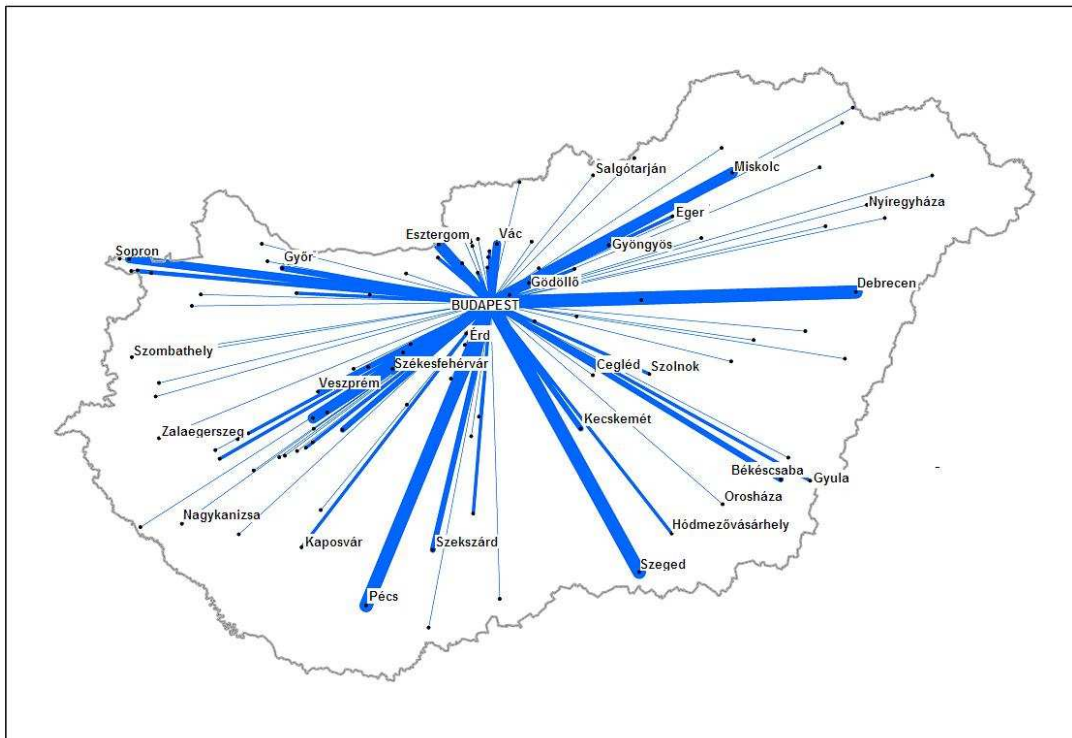 Salgótarján
Miskolc
Nyíregyháza
Eger
Esztergom
Vác
Gyöngyös
Sopron
Győr
Gödöllő
Debrecen
BUDAPEST
Érd
Szombathely
Székesfehérvár
Cegléd
Szolnok
Veszprém
Kecskemét
Zalaegerszeg
Békéscsaba
Gyula
Orosháza
Nagykanizsa
Hódmezővásárhely
Kaposvár
Szekszárd
Szeged
Pécs